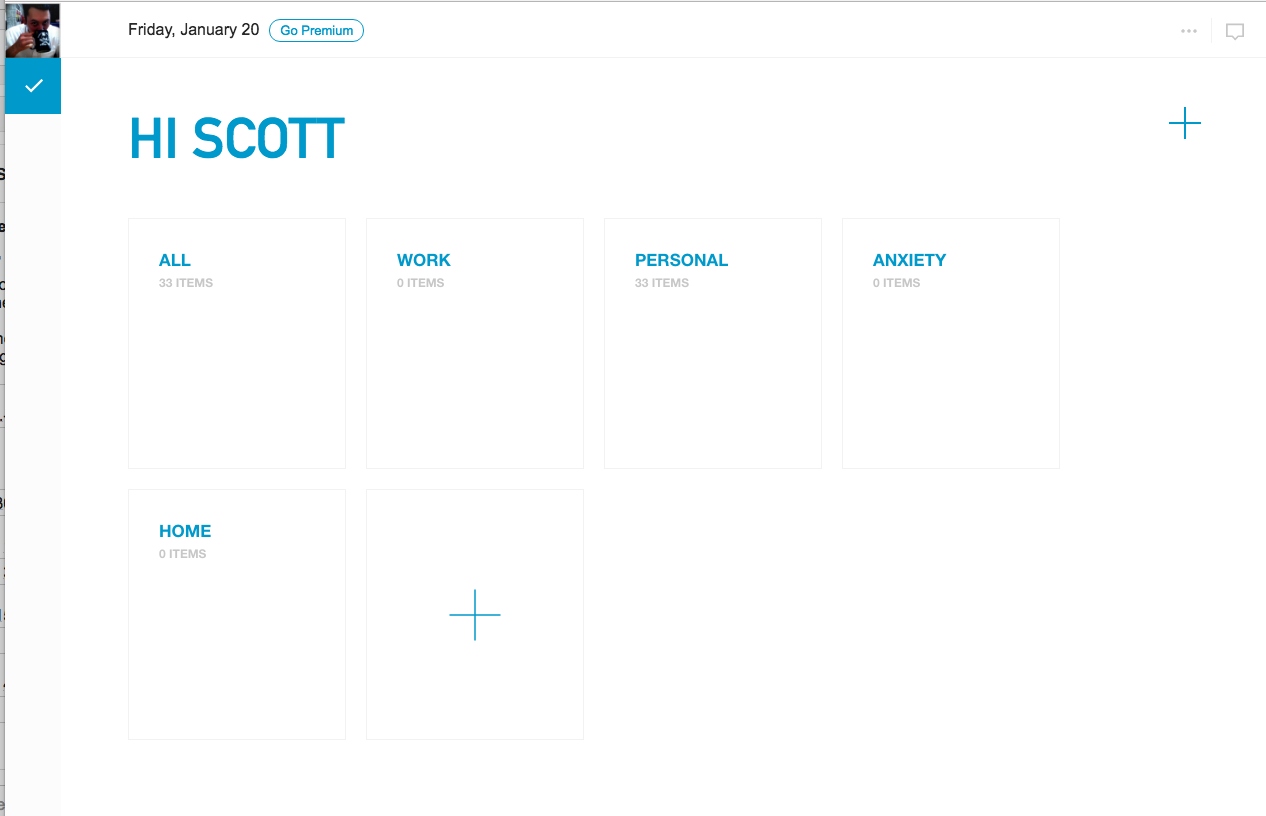 Friday, January 20 Go Premium
HI SCOTT
ALL
33 ITEMS
WORK
0 ITEMS
PERSONAL
33 ITEMS
ANXIETY
0 ITEMS
HOME
0 ITEMS